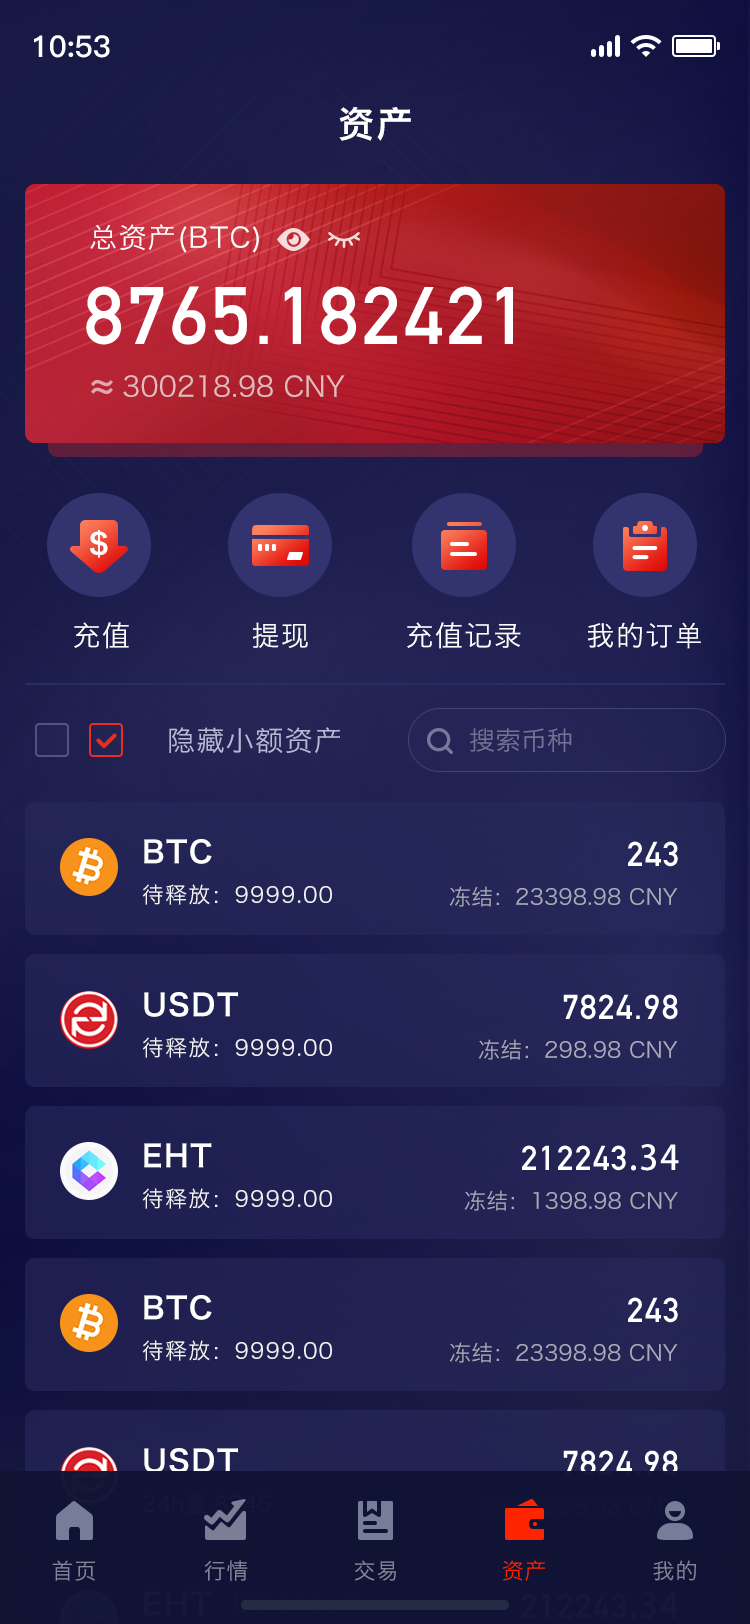 10:53
资产
总资产(BTC)
8765.182421
≈ 300218.98 CNY
$
充值 提现 充值记录 我的订单
隐藏小额资产 搜索币种
BTC 243
待释放：9999.00 冻结：23398.98 CNY
USDT 7824.98
待释放：9999.00 冻结：298.98 CNY
EHT 212243.34
待释放：9999.00 冻结：1398.98 CNY
BTC 243
待释放：9999.00 冻结：23398.98 CNY
USDT 7824.98
首页 行情 交易 资产 我的
EHT 212243.34